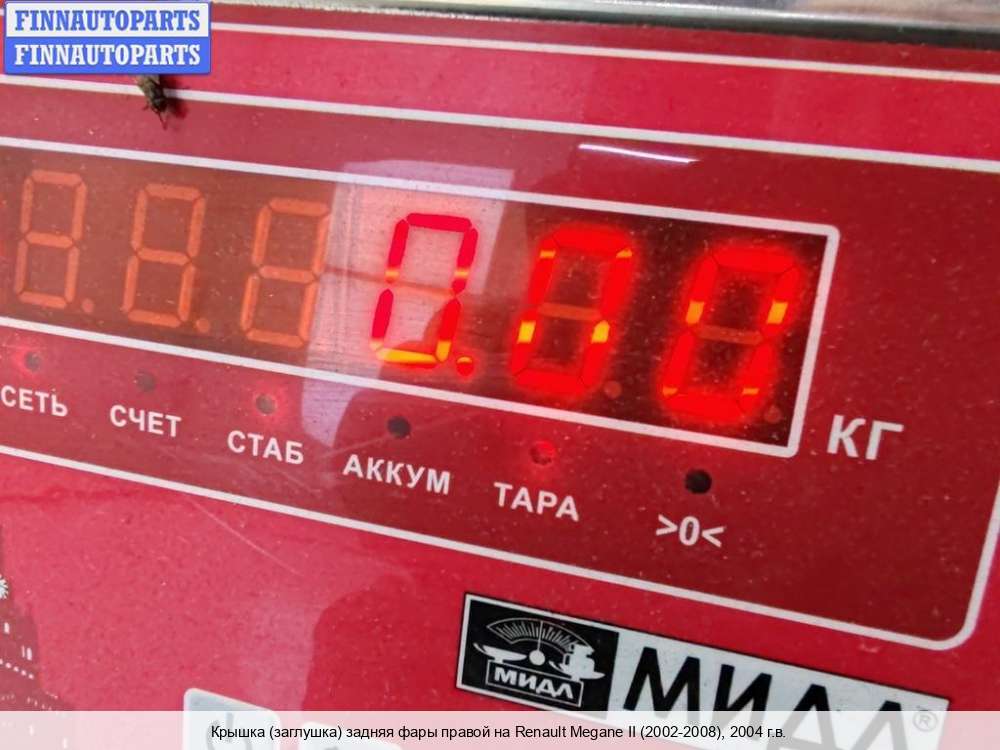 FINNAUTOPARTS
FINNAUTOPARTS
0.00
КГ
СЕТЬ СЧЕТ СТАБ АККУМ ТАРА >0<
МИДЛ
МИДЛ®
Крышка (заглушка) задняя фары правой на Renault Megane II (2002-2008), 2004 г.в.